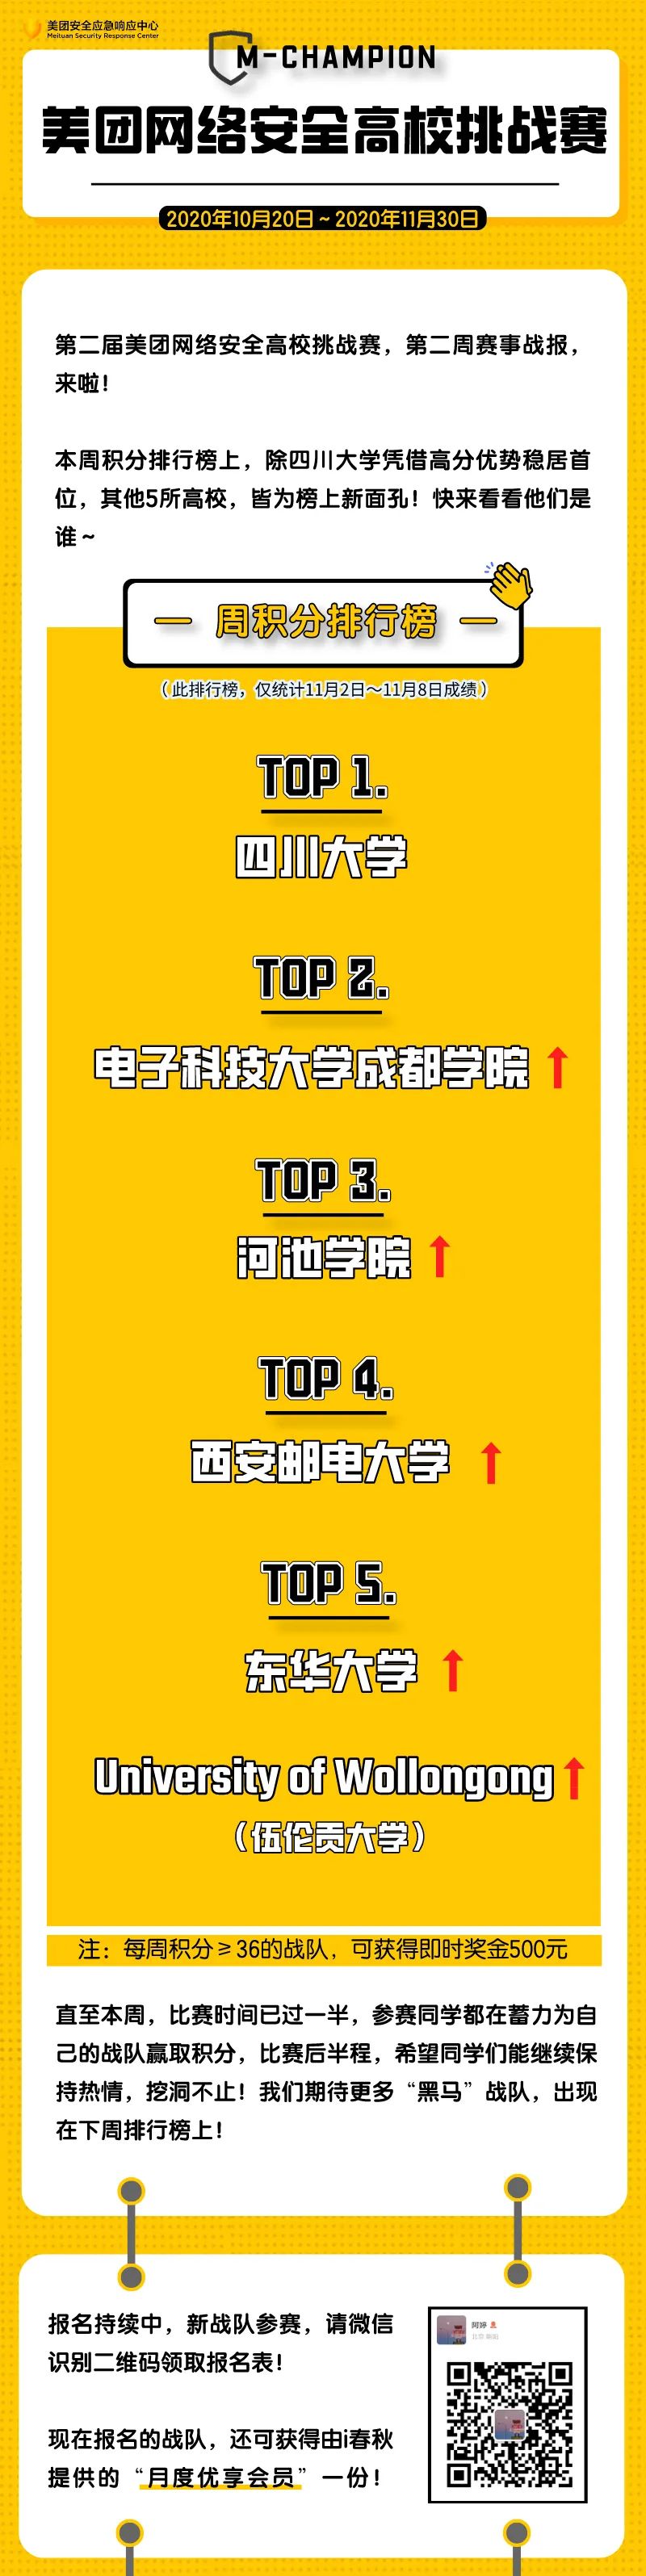 美团安全应急响应中心
Meituan Security Response Center
M-CHAMPION
美团网络安全高校挑战赛
2020年10月20日~2020年11月30日
第二届美团网络安全高校挑战赛，第二周赛事战报，
来啦！
本周积分排行榜上，除四川大学凭借高分优势稳居首
位，其他5所高校，皆为榜上新面孔！快来看看他们是
谁~
周积分排行榜
（此排行榜，仅统计11月2日～11月8日成绩）
TOP 1.
四川大学
TOP 2.
电子科技大学成都学院
TOP 3.
河池学院
TOP 4.
西安邮电大学
TOP 5.
东华大学
University of Wollongong
（伍伦贡大学）
注：每周积分≥36的战队，可获得即时奖金500元
直至本周，比赛时间已过一半，参赛同学都在蓄力为自
己的战队赢取积分，比赛后半程，希望同学们能继续保
持热情，挖洞不止！我们期待更多“黑马”战队，出现
在下周排行榜上！
报名持续中，新战队参赛，请微信
识别二维码领取报名表！
阿婷
北京 朝阳
现在报名的战队，还可获得由i春秋
提供的“月度优享会员”一份！